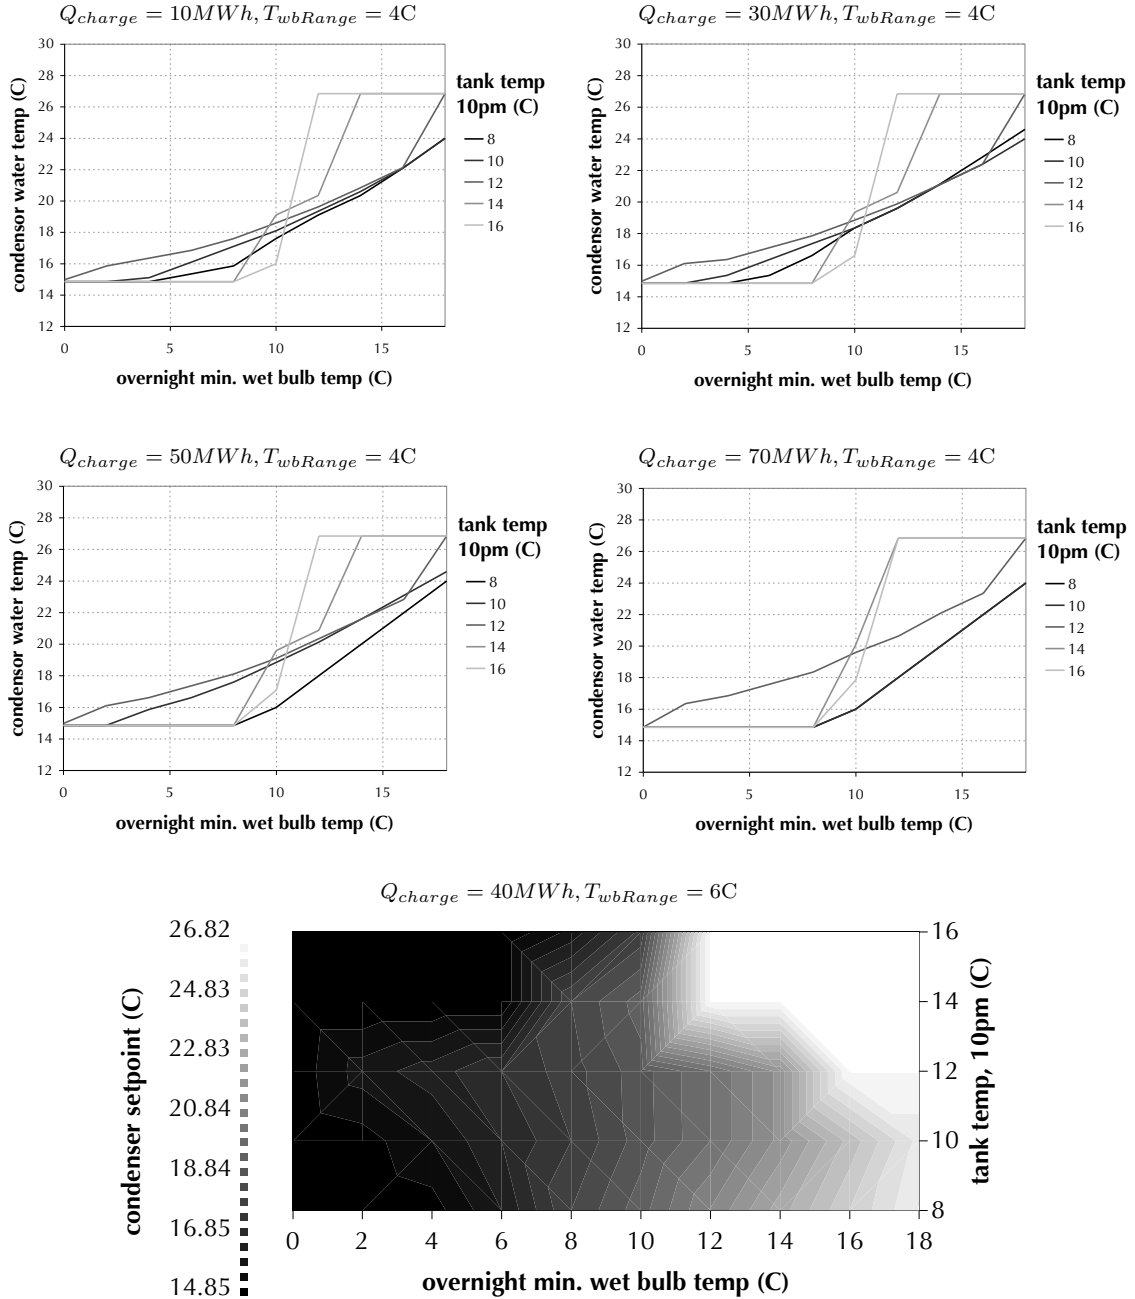 Q_charge = 10MWh, T_wbRange = 4C
30
28
26
24
22
20
18
16
14
12
condensor water temp (C)
0 5 10 15
overnight min. wet bulb temp (C)
tank temp
10pm (C)
8
10
12
14
16
Q_charge = 30MWh, T_wbRange = 4C
30
28
26
24
22
20
18
16
14
12
condensor water temp (C)
0 5 10 15
overnight min. wet bulb temp (C)
tank temp
10pm (C)
8
10
12
14
16
Q_charge = 50MWh, T_wbRange = 4C
30
28
26
24
22
20
18
16
14
12
condensor water temp (C)
0 5 10 15
overnight min. wet bulb temp (C)
tank temp
10pm (C)
8
10
12
14
16
Q_charge = 70MWh, T_wbRange = 4C
30
28
26
24
22
20
18
16
14
12
condensor water temp (C)
0 5 10 15
overnight min. wet bulb temp (C)
tank temp
10pm (C)
8
10
12
14
16
Q_charge = 40MWh, T_wbRange = 6C
condenser setpoint (C)
26.82
24.83
22.83
20.84
18.84
16.85
14.85
16
14
12
10
8
tank temp, 10pm (C)
0 2 4 6 8 10 12 14 16 18
overnight min. wet bulb temp (C)